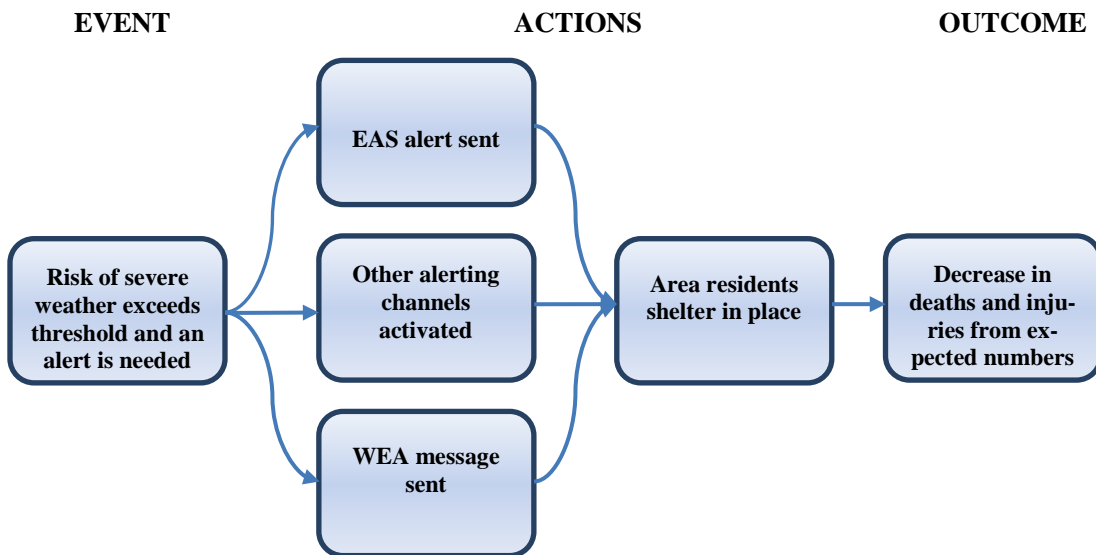 EVENT
ACTIONS
OUTCOME
EAS alert sent
Risk of severe
weather exceeds
threshold and an
alert is needed
Other alerting
channels
activated
Area residents
shelter in place
Decrease in
deaths and inju-
ries from ex-
pected numbers
WEA message
sent